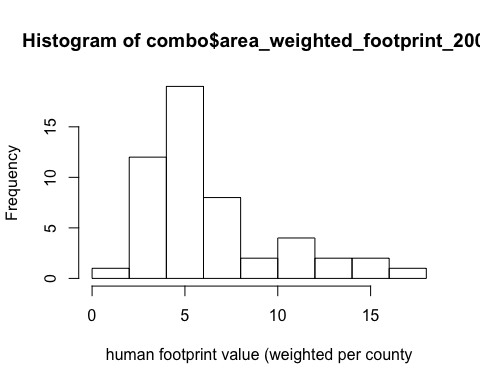 Histogram of combo$area_weighted_footprint_200
Frequency
15
10
5
0
0 5 10 15
human footprint value (weighted per county